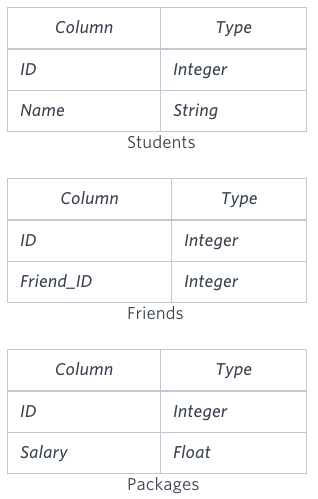 Column Type
ID Integer
Name String
Students
Column Type
ID Integer
Friend_ID Integer
Friends
Column Type
ID Integer
Salary Float
Packages